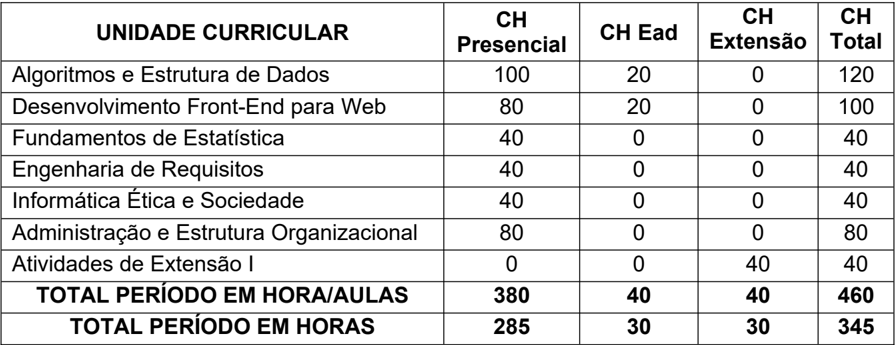 UNIDADE CURRICULAR CH Presencial CH Ead CH Extensão CH Total
Algoritmos e Estrutura de Dados 100 20 0 120
Desenvolvimento Front-End para Web 80 20 0 100
Fundamentos de Estatística 40 0 0 40
Engenharia de Requisitos 40 0 0 40
Informática Ética e Sociedade 40 0 0 40
Administração e Estrutura Organizacional 80 0 0 80
Atividades de Extensão I 0 0 40 40
TOTAL PERÍODO EM HORA/AULAS 380 40 40 460
TOTAL PERÍODO EM HORAS 285 30 30 345